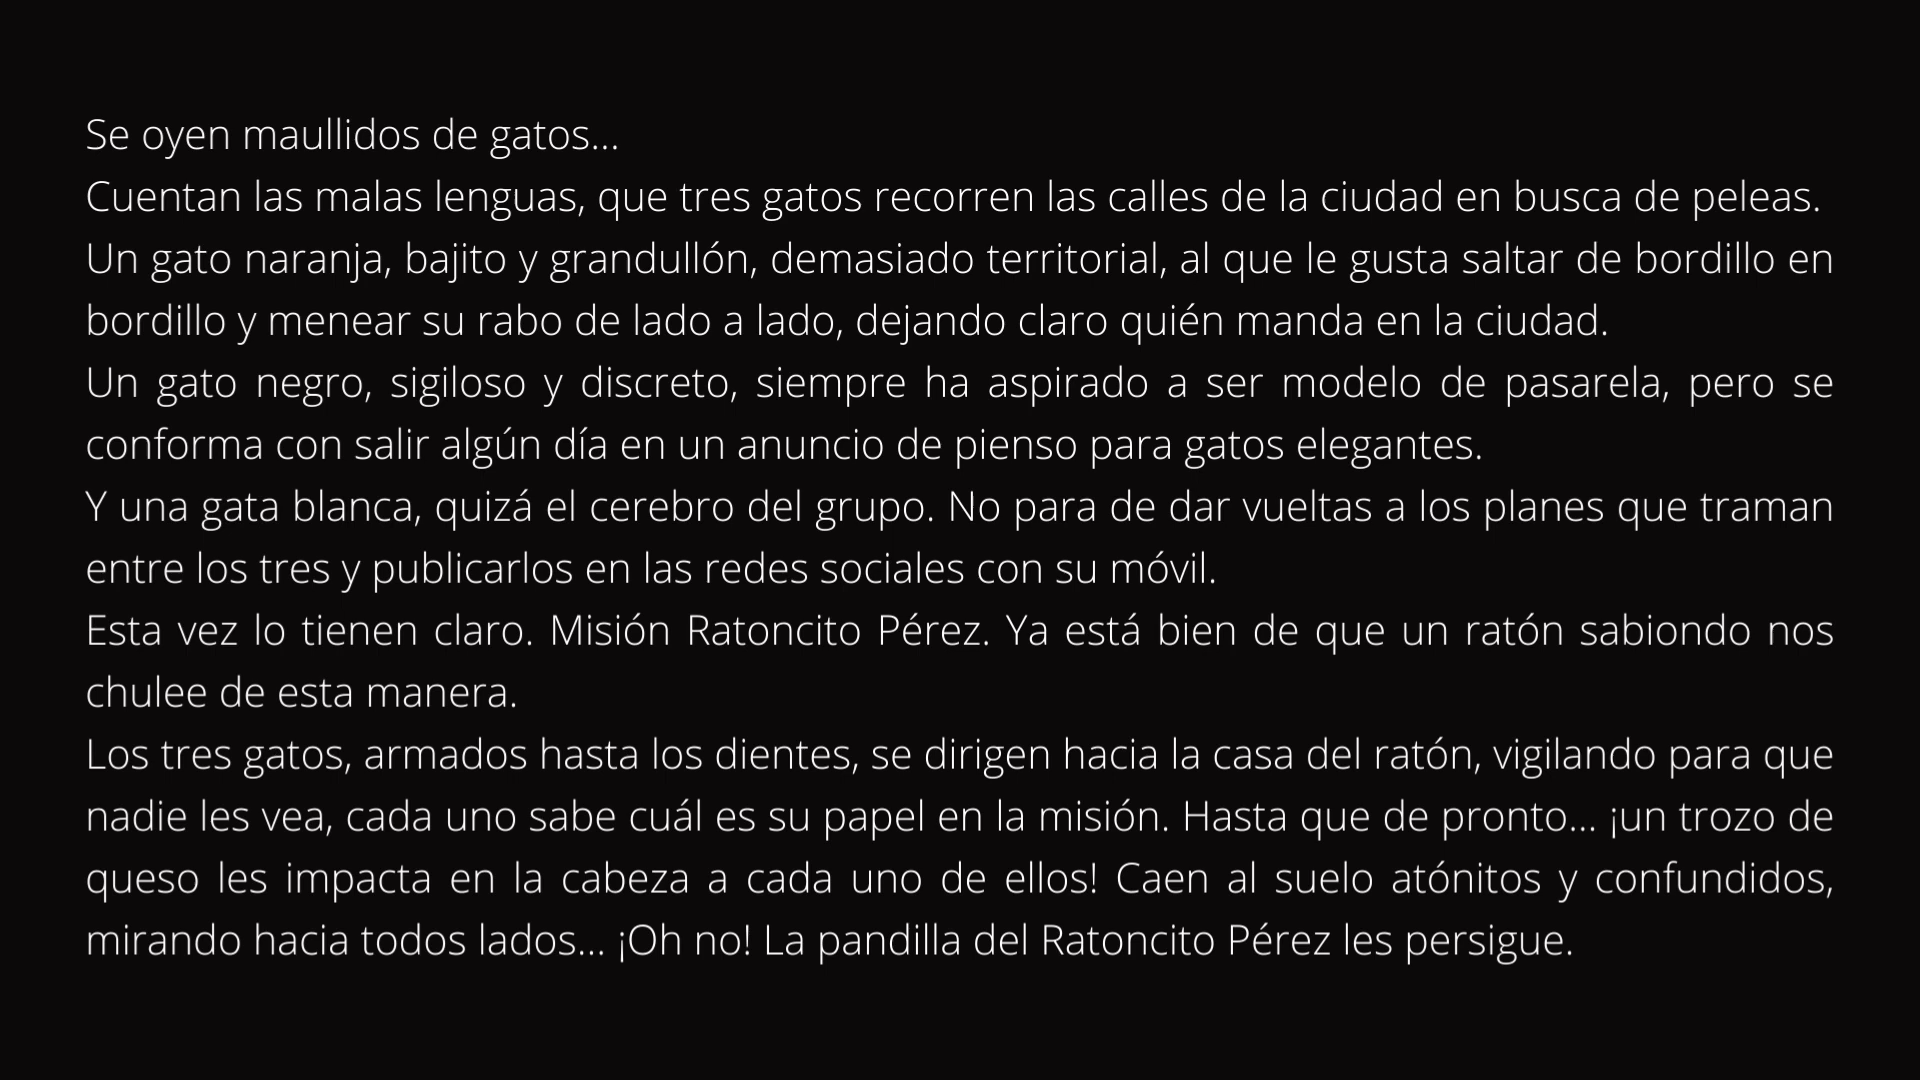 Se oyen maullidos de gatos...
Cuentan las malas lenguas, que tres gatos recorren las calles de la ciudad en busca de peleas.
Un gato naranja, bajito y grandullón, demasiado territorial, al que le gusta saltar de bordillo en
bordillo y menear su rabo de lado a lado, dejando claro quién manda en la ciudad.
Un gato negro, sigiloso y discreto, siempre ha aspirado a ser modelo de pasarela, pero se
conforma con salir algún día en un anuncio de pienso para gatos elegantes.
Y una gata blanca, quizá el cerebro del grupo. No para de dar vueltas a los planes que traman
entre los tres y publicarlos en las redes sociales con su móvil.
Esta vez lo tienen claro. Misión Ratoncito Pérez. Ya está bien de que un ratón sabiondo nos
chulee de esta manera.
Los tres gatos, armados hasta los dientes, se dirigen hacia la casa del ratón, vigilando para que
nadie les vea, cada uno sabe cuál es su papel en la misión. Hasta que de pronto... ¡un trozo de
queso les impacta en la cabeza a cada uno de ellos! Caen al suelo atónitos y confundidos,
mirando hacia todos lados... ¡Oh no! La pandilla del Ratoncito Pérez les persigue.